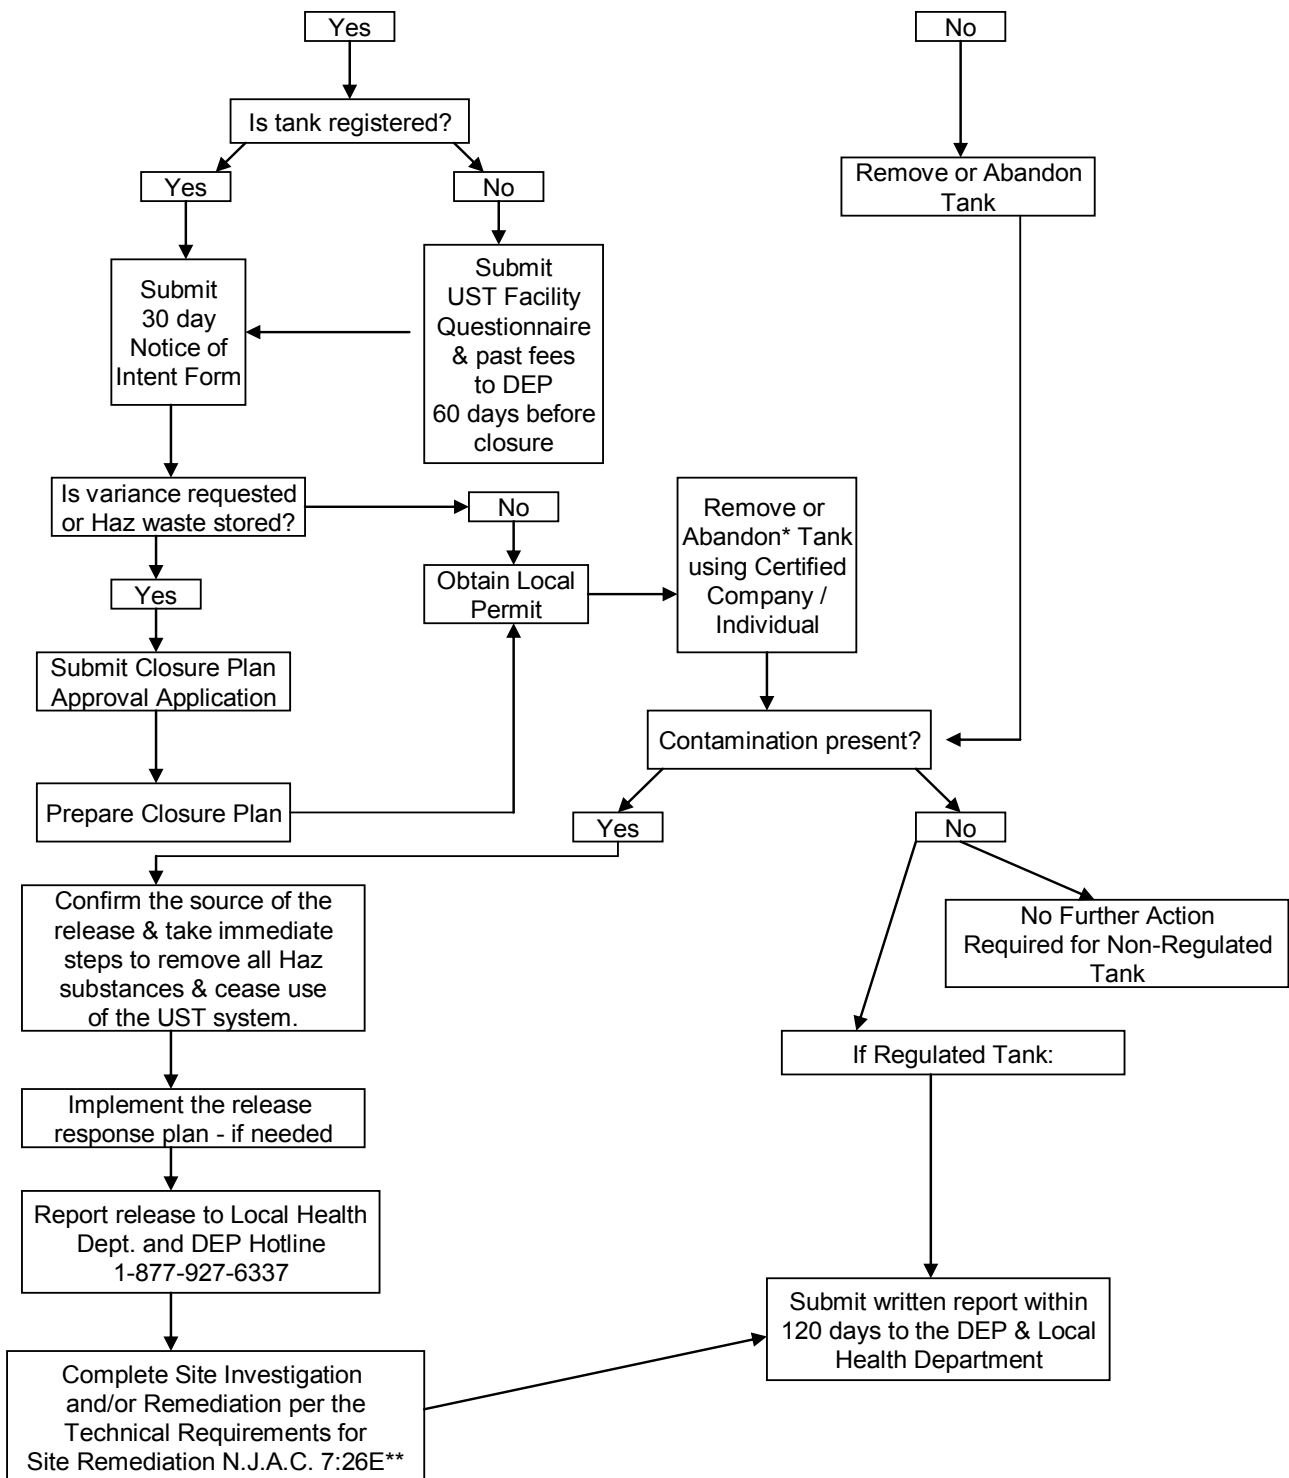 Yes
No
Is tank registered?
Yes
No
Remove or Abandon
Tank
Submit
30 day
Notice of
Intent Form
Submit
UST Facility
Questionnaire
& past fees
to DEP
60 days before
closure
Is variance requested
or Haz waste stored?
No
Remove or
Abandon* Tank
using Certified
Company /
Individual
Yes
Obtain Local
Permit
Submit Closure Plan
Approval Application
Contamination present?
Prepare Closure Plan
Yes
No
Confirm the source of the
release & take immediate
steps to remove all Haz
substances & cease use
of the UST system.
No Further Action
Required for Non-Regulated
Tank
If Regulated Tank:
Implement the release
response plan - if needed
Report release to Local Health
Dept. and DEP Hotline
1-877-927-6337
Submit written report within
120 days to the DEP & Local
Health Department
Complete Site Investigation
and/or Remediation per the
Technical Requirements for
Site Remediation N.J.A.C. 7:26E**